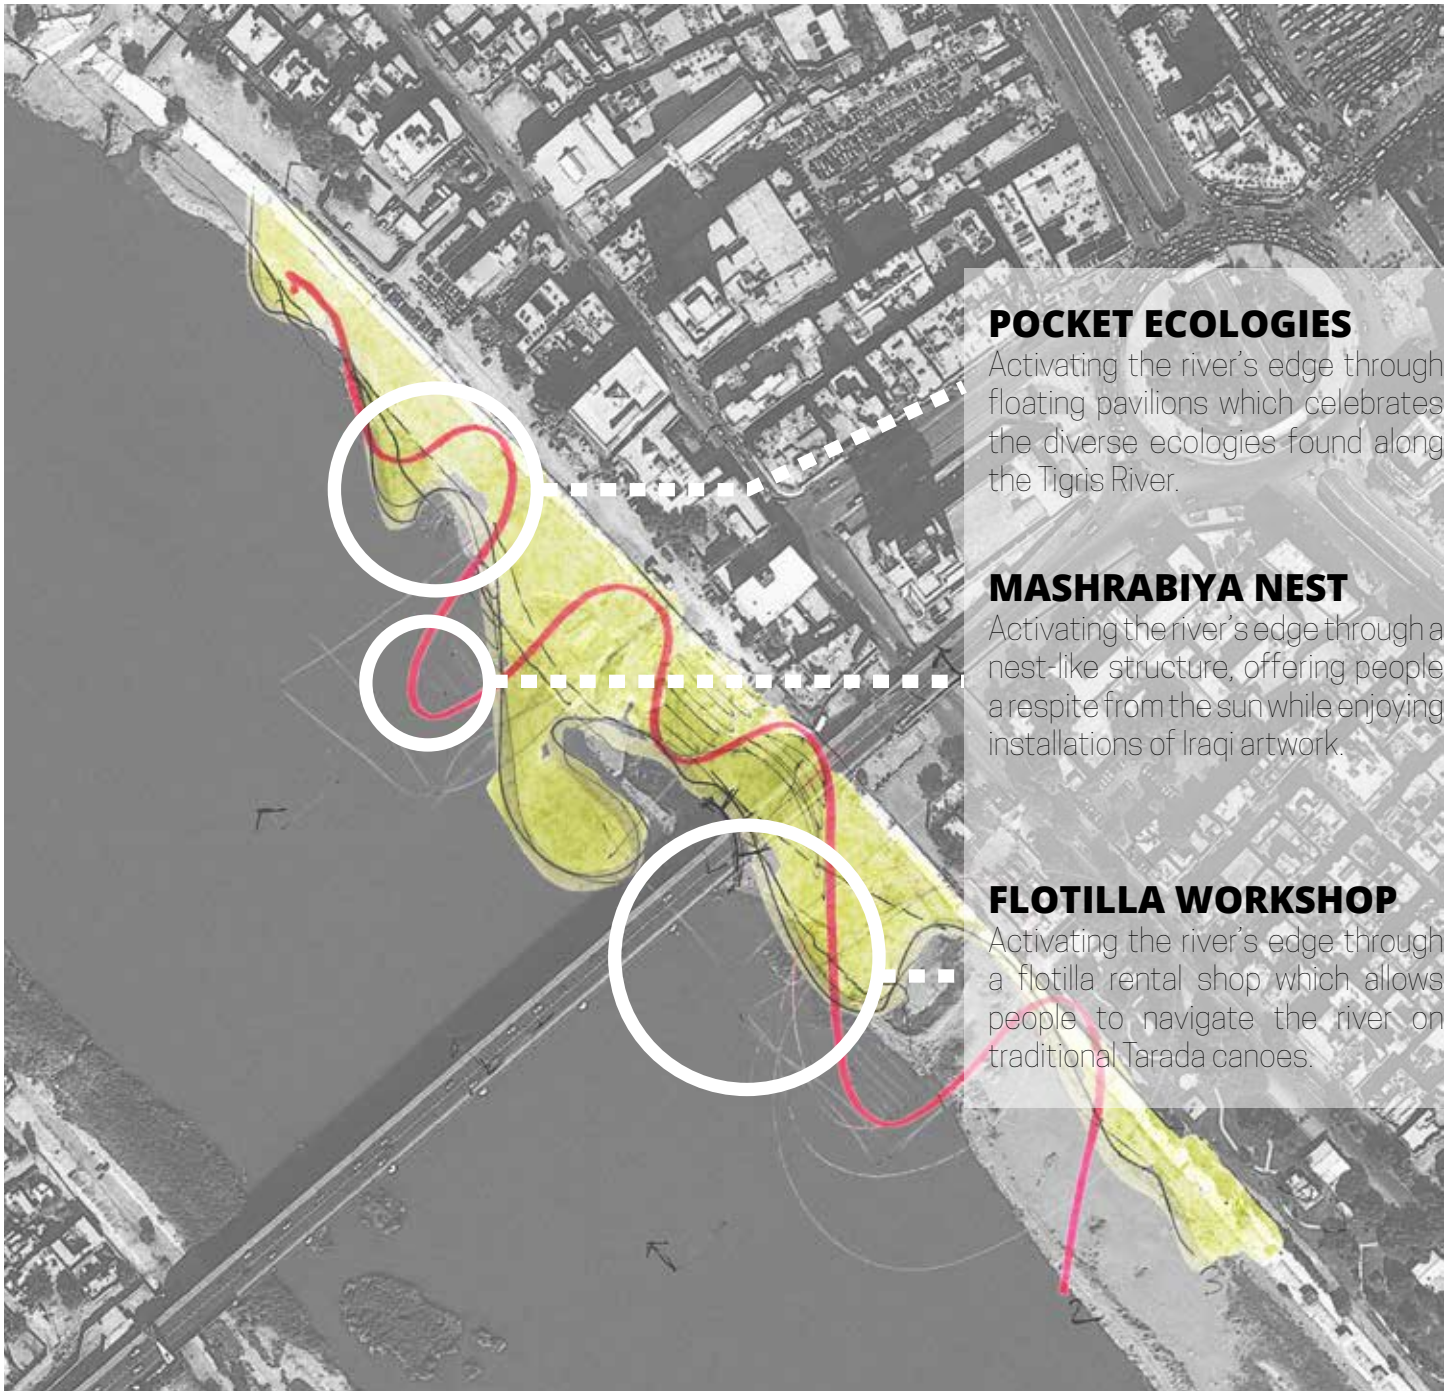 POCKET ECOLOGIES
Activating the river's edge through
floating pavilions which celebrates
the diverse ecologies found along
the Tigris River.
MASHRABIYA NEST
Activating the river's edge through a
nest-like structure, offering people
a respite from the sun while enjoying
installations of Iraqi artwork.
FLOTILLA WORKSHOP
Activating the river's edge through
a flotilla rental shop which allows
people to navigate the river on
traditional Tarada canoes.
2
3